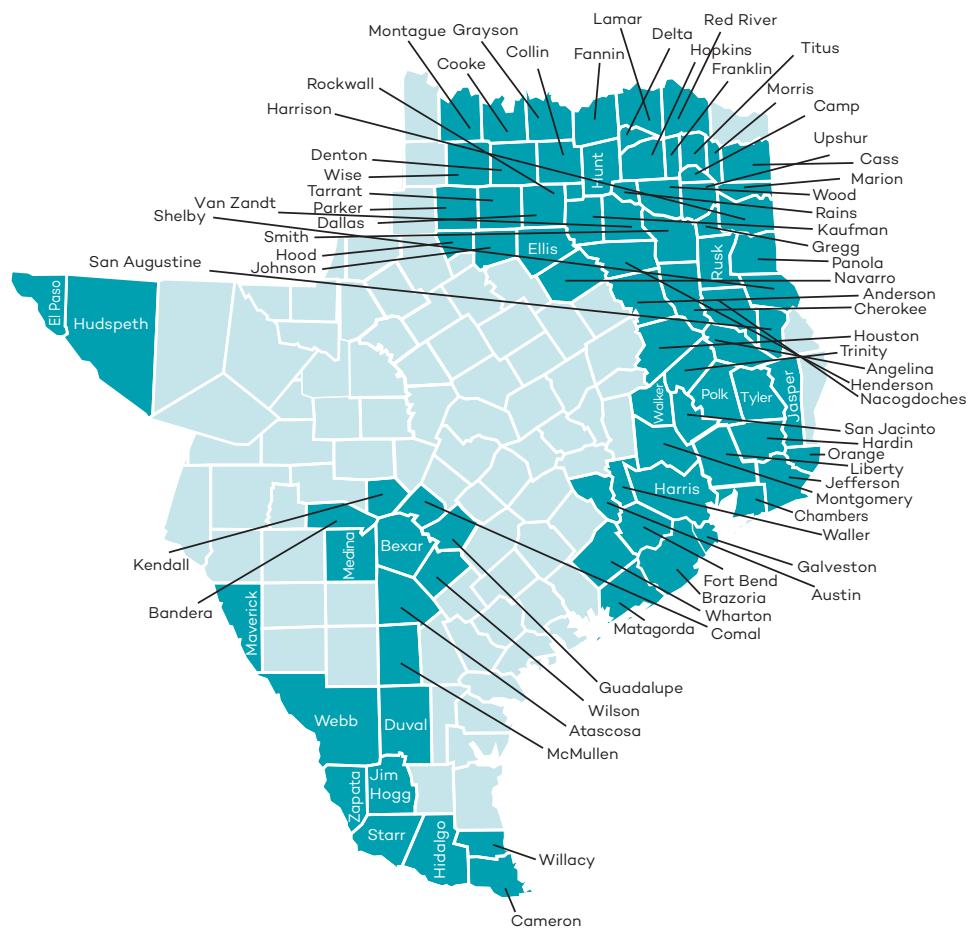 Lamar
Red River
Montague
Grayson
Delta
Collin
Fannin
Hopkins
Titus
Cooke
Franklin
Rockwall
Morris
Harrison
Camp
Upshur
Denton
Cass
Wise
Hunt
Marion
Tarrant
Wood
Van Zandt
Parker
Rains
Shelby
Dallas
Kaufman
Smith
Gregg
Hood
Ellis
Rusk
Panola
San Augustine
Johnson
Navarro
El Paso
Anderson
Cherokee
Hudspeth
Houston
Trinity
Angelina
Henderson
Nacogdoches
Walker
Polk
Tyler
Jasper
San Jacinto
Hardin
Orange
Liberty
Jefferson
Harris
Montgomery
Chambers
Waller
Medina
Bexar
Kendall
Galveston
Fort Bend
Austin
Brazoria
Bandera
Wharton
Maverick
Matagorda
Comal
Guadalupe
Wilson
Webb
Duval
Atascosa
McMullen
Zapata
Jim
Hogg
Starr
Hidalgo
Willacy
Cameron